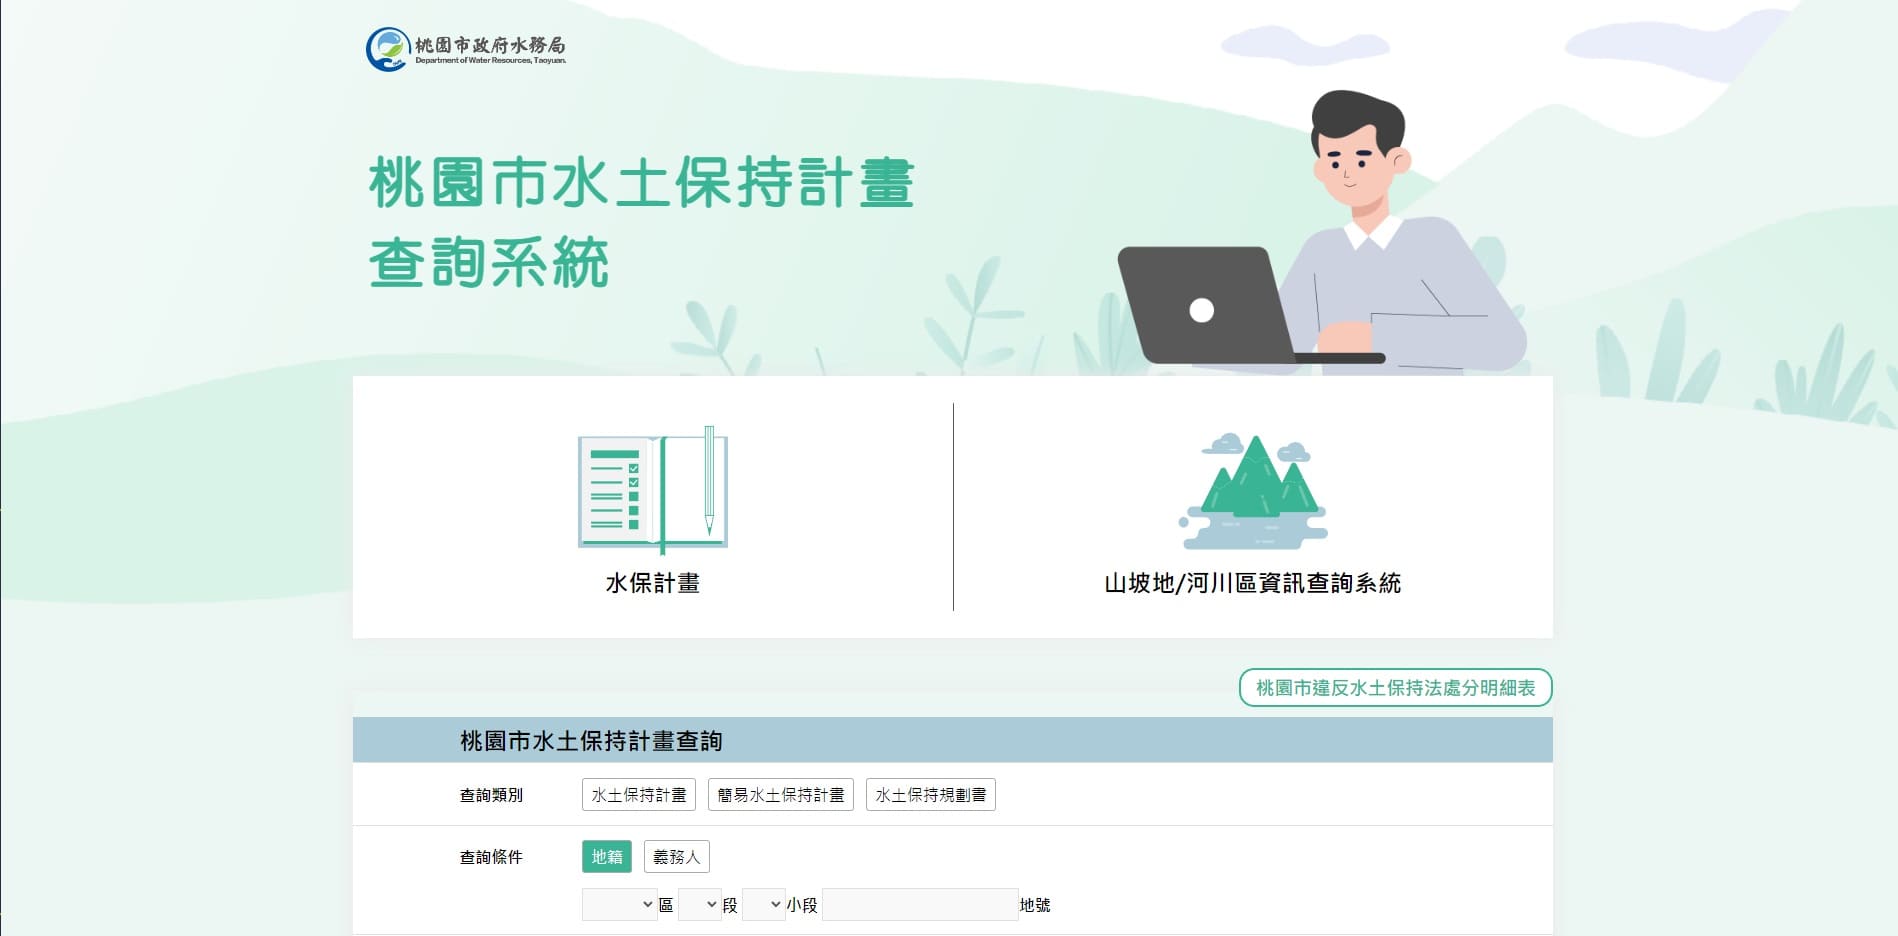 桃園市政府水務局
Department of Water Resources, Taoyuan.
桃園市水土保持計畫
查詢系統
水保計畫
山坡地/河川區資訊查詢系統
桃園市違反水土保持法處分明細表
桃園市水土保持計畫查詢
查詢類別 水土保持計畫 簡易水土保持計畫 水土保持規劃書
查詢條件 地籍 義務人
區 段 小段 地號